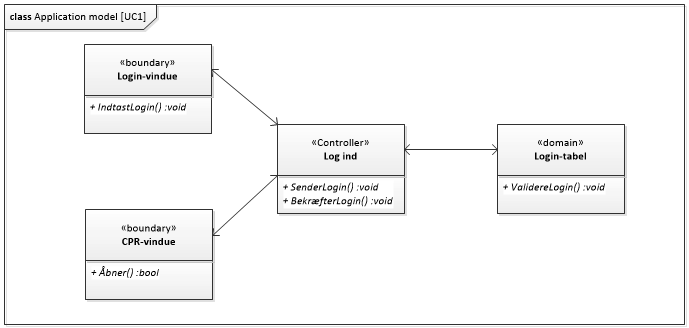 class Application model [UC1]
«boundary»
Login-vindue
+ IndtastLogin() :void
«Controller»
Log ind
+ SenderLogin() :void
+ BekræfterLogin() :void
«domain»
Login-tabel
+ ValidereLogin() :void
«boundary»
CPR-vindue
+ Åbner() :bool